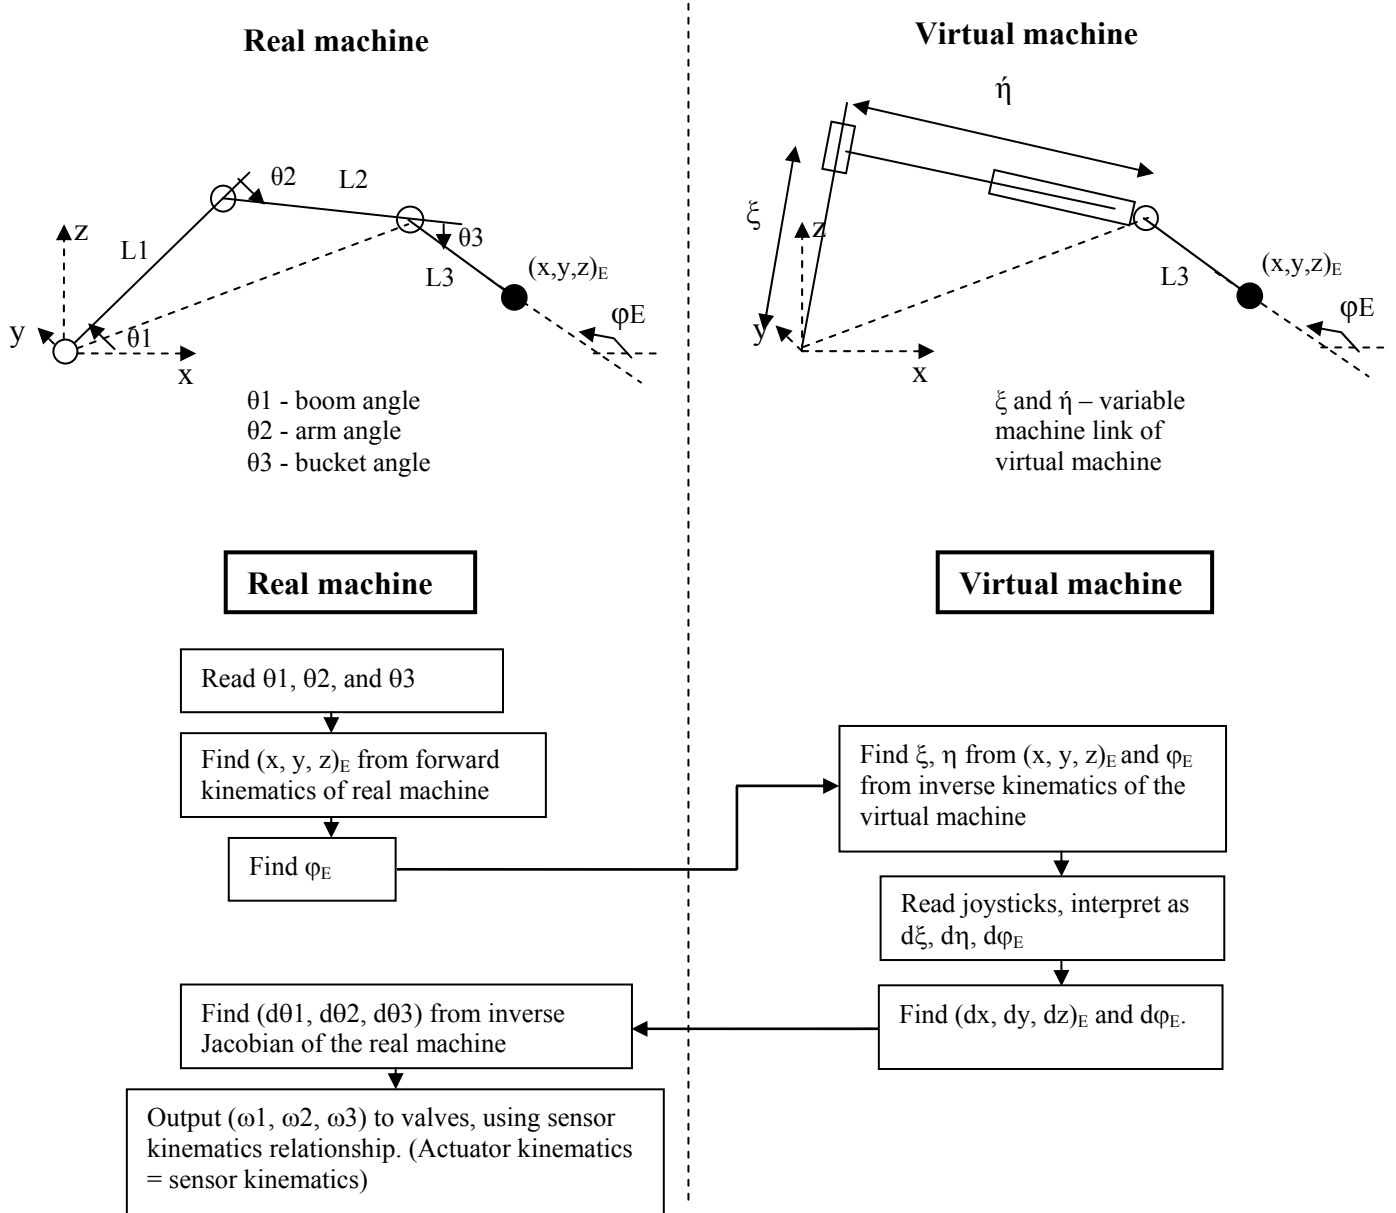 Real machine
θ2
L2
z
L1
θ3
L3
(x,y,z)E
y
θ1
φE
x
θ1 - boom angle
θ2 - arm angle
θ3 - bucket angle
Virtual machine
ή
ξ
z
(x,y,z)E
L3
y
φE
x
ξ and ή – variable
machine link of
virtual machine
Real machine
Read θ1, θ2, and θ3
Find (x, y, z)E from forward
kinematics of real machine
Find φE
Virtual machine
Find ξ, η from (x, y, z)E and φE
from inverse kinematics of the
virtual machine
Read joysticks, interpret as
dξ, dη, dφE
Find (dx, dy, dz)E and dφE.
Find (dθ1, dθ2, dθ3) from inverse
Jacobian of the real machine
Output (ω1, ω2, ω3) to valves, using sensor
kinematics relationship. (Actuator kinematics
= sensor kinematics)